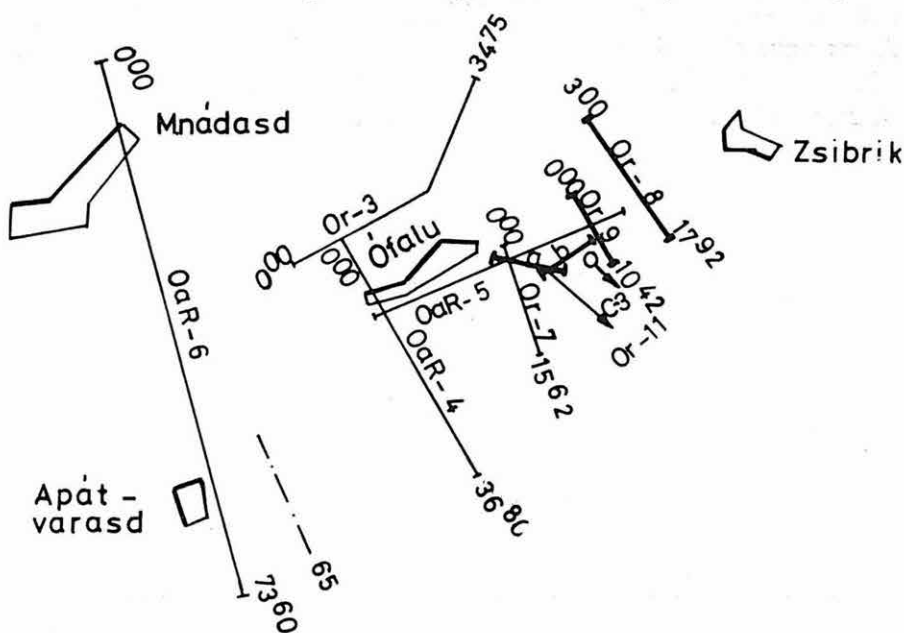 000
Mnádasd
OaR-6
Apát-
varasd
7360
65
3475
Or-3
000
000
Ófalu
OaR-5
OaR-4
3680
000
a
b
Or-7
1562
300
Or-8
1792
000
Or-9
1042
Or-11
Zsibrik